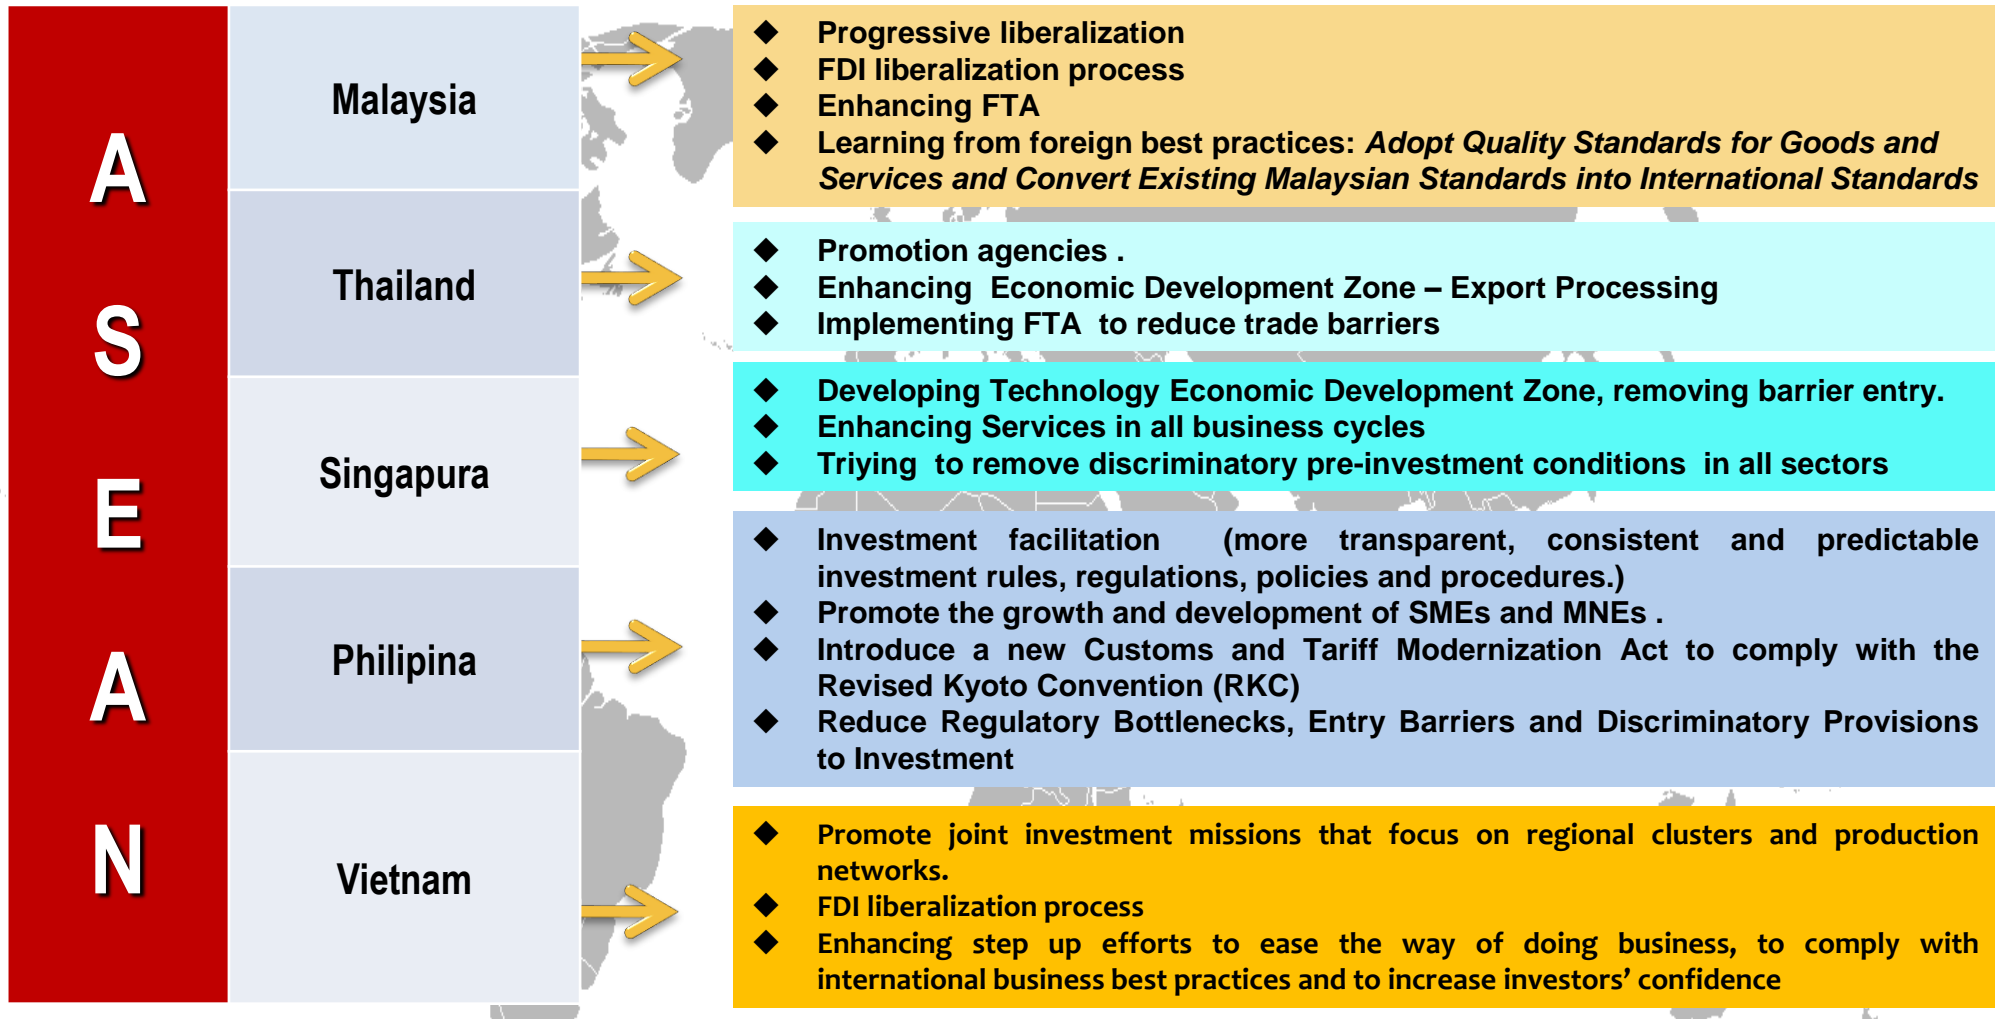 A
S
E
A
N
Malaysia
◆ Progressive liberalization
◆ FDI liberalization process
◆ Enhancing FTA
◆ Learning from foreign best practices: Adopt Quality Standards for Goods and
Services and Convert Existing Malaysian Standards into International Standards
Thailand
◆ Promotion agencies .
◆ Enhancing Economic Development Zone – Export Processing
◆ Implementing FTA to reduce trade barriers
Singapura
◆ Developing Technology Economic Development Zone, removing barrier entry.
◆ Enhancing Services in all business cycles
◆ Triying to remove discriminatory pre-investment conditions in all sectors
Philipina
◆ Investment facilitation (more transparent, consistent and predictable
investment rules, regulations, policies and procedures.)
◆ Promote the growth and development of SMEs and MNEs .
◆ Introduce a new Customs and Tariff Modernization Act to comply with the
Revised Kyoto Convention (RKC)
◆ Reduce Regulatory Bottlenecks, Entry Barriers and Discriminatory Provisions
to Investment
Vietnam
◆ Promote joint investment missions that focus on regional clusters and production
networks.
◆ FDI liberalization process
◆ Enhancing step up efforts to ease the way of doing business, to comply with
international business best practices and to increase investors’ confidence